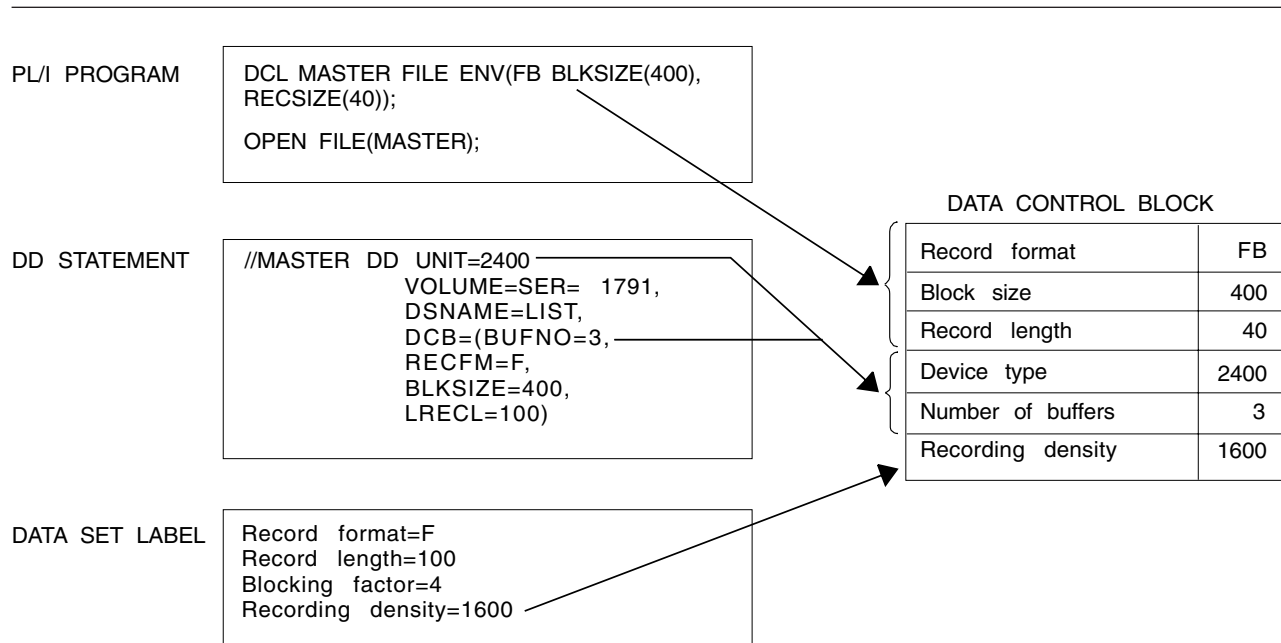 PL/I PROGRAM
DCL MASTER FILE ENV(FB BLKSIZE(400),
RECSIZE(40));
OPEN FILE(MASTER);
DD STATEMENT
//MASTER DD UNIT=2400
VOLUME=SER= 1791,
DSNAME=LIST,
DCB=(BUFNO=3,
RECFM=F,
BLKSIZE=400,
LRECL=100)
DATA SET LABEL
Record format=F
Record length=100
Blocking factor=4
Recording density=1600
DATA CONTROL BLOCK
Record format FB
Block size 400
Record length 40
Device type 2400
Number of buffers 3
Recording density 1600